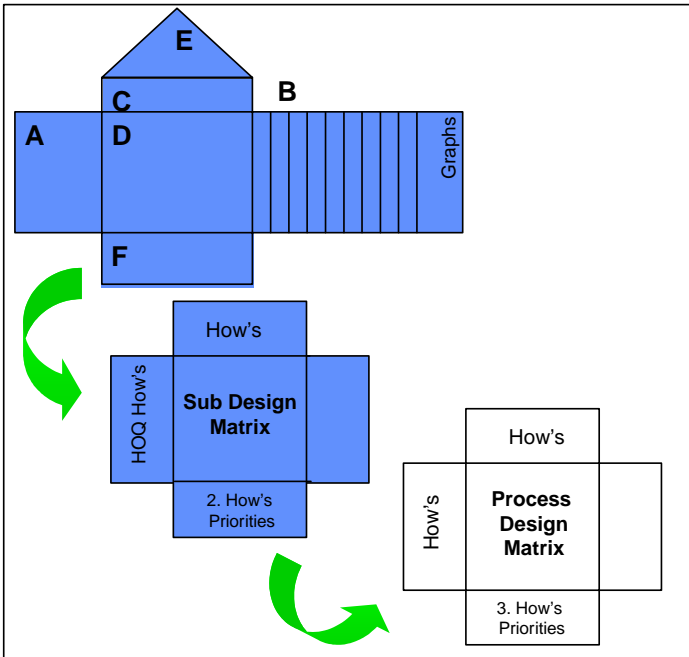 E
C
B
A
D
Graphs
F
How's
HOQ How's
Sub Design
Matrix
2. How's
Priorities
How's
How's
Process
Design
Matrix
3. How's
Priorities